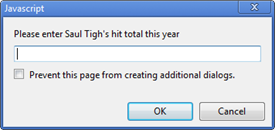 Javascript
Please enter Saul Tigh's hit total this year
Prevent this page from creating additional dialogs.
OK
Cancel